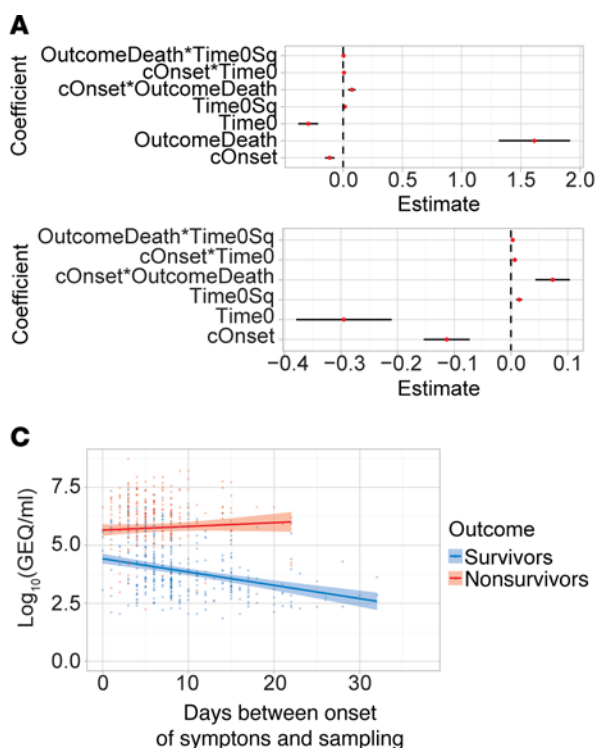 A
Coefficient
OutcomeDeath*Time0Sq
cOnset*Time0
cOnset*OutcomeDeath
Time0Sq
Time0
OutcomeDeath
cOnset
0.0 0.5 1.0 1.5 2.0
Estimate
Coefficient
OutcomeDeath*Time0Sq
cOnset*Time0
cOnset*OutcomeDeath
Time0Sq
Time0
cOnset
−0.4 −0.3 −0.2 −0.1 0.0 0.1
Estimate
C
Log10(GEQ/ml)
7.5
5.0
2.5
0.0
0 10 20 30
Days between onset
of symptons and sampling
Outcome
Survivors
Nonsurvivors